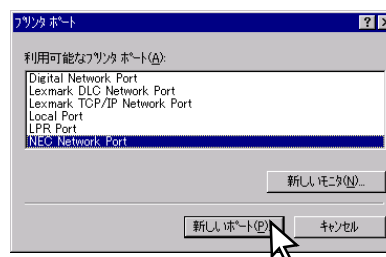 プリンタ ポート
利用可能なプリンタ ポート(A):
Digital Network Port
Lexmark DLC Network Port
Lexmark TCP/IP Network Port
Local Port
LPR Port
NEC Network Port
新しいモニタ(N)...
新しいポート(P)
キャンセル